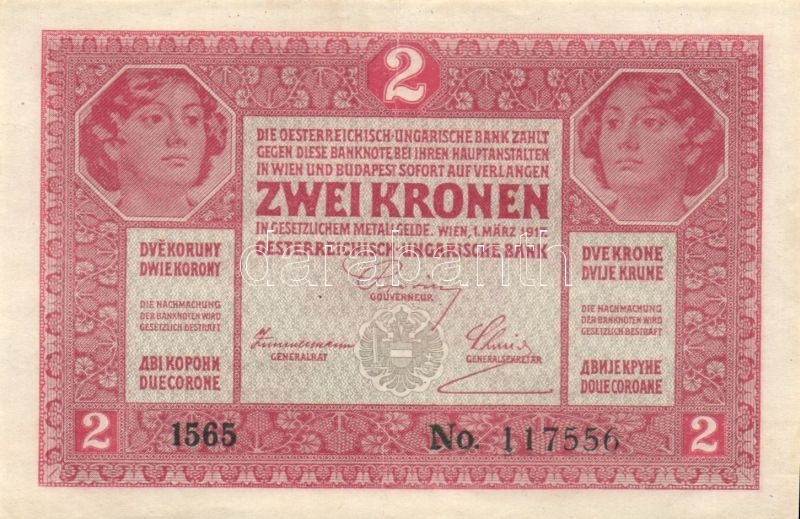 2
DIE OESTERREICHISCH-UNGARISCHE BANK ZAHLT
GEGEN DIESE BANKNOTE BEI IHREN HAUPTANSTALTEN
IN WIEN UND BUDAPEST SOFORT AUF VERLANGEN
ZWEI KRONEN
IN GESETZLICHEM METALLGELDE. WIEN, 1. MÄRZ 1917
OESTERREICHISCH-UNGARISCHE BANK
GOUVERNEUR
Zimmermann
GENERALRAT
GENERALSEKRETÄR
DVĚ KORUNY
DWIE KORONY
DIE NACHMACHUNG
DER BANKNOTEN WIRD
GESETZLICH BESTRAFT
ДВІ КОРОНИ
DUE CORONE
DVE KRONE
DVIJE KRUNE
DIE NACHMACHUNG
DER BANKNOTEN WIRD
GESETZLICH BESTRAFT
ДВИЈЕ КРУНЕ
DOUE COROANE
2
1565
No. 117556
2
darabanth